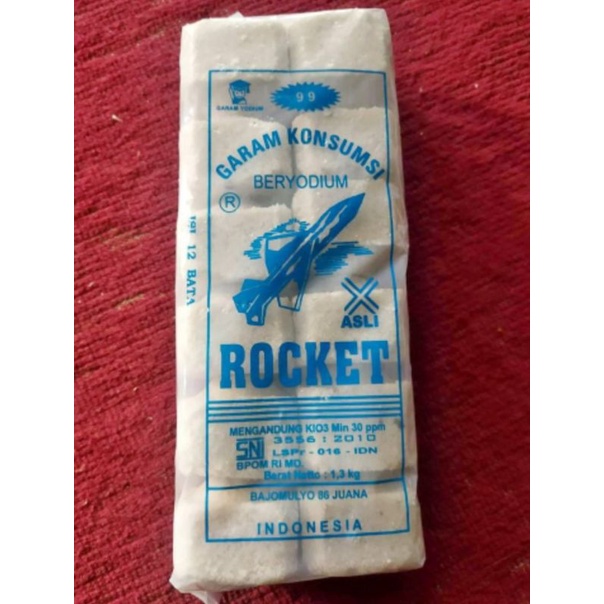 99
GARAM YODIUM
GARAM KONSUMSI
BERYODIUM
®
ISI 12 BATA
ASLI
ROCKET
MENGANDUNG KIO3 Min 30 ppm
SNI 3556 : 2010
LSPr - 016 - IDN
BPOM RI MD.
Berat Netto : 1,3 kg
BAJOMULYO 86 JUANA
INDONESIA